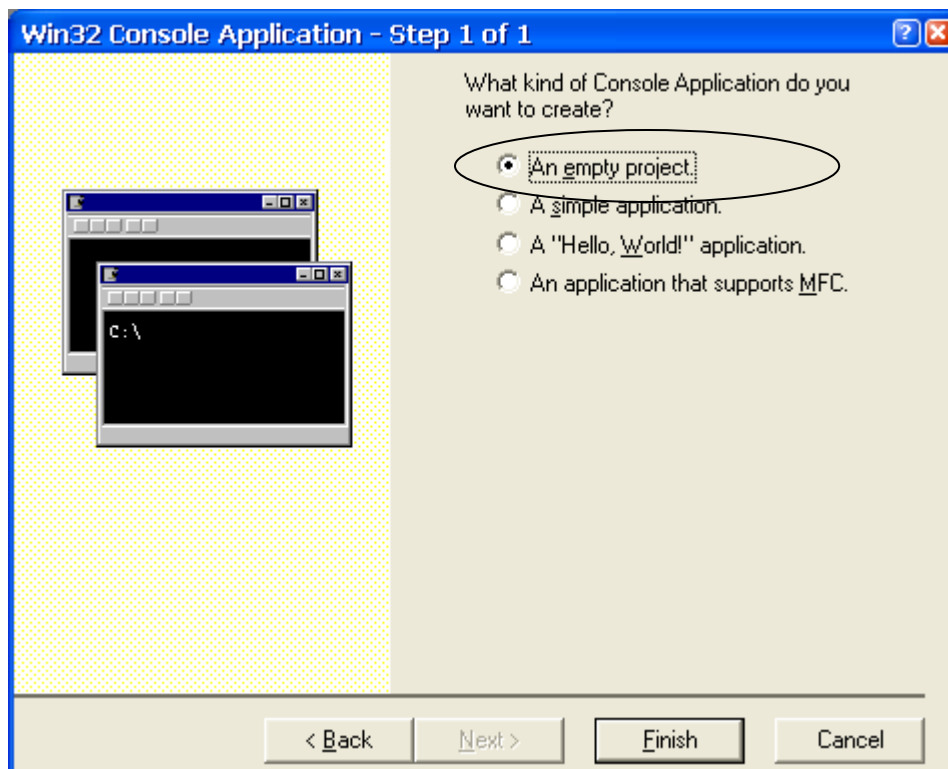 Win32 Console Application - Step 1 of 1
What kind of Console Application do you
want to create?
An empty project.
A simple application.
A "Hello, World!" application.
An application that supports MFC.
C:\
< Back
Next >
Finish
Cancel